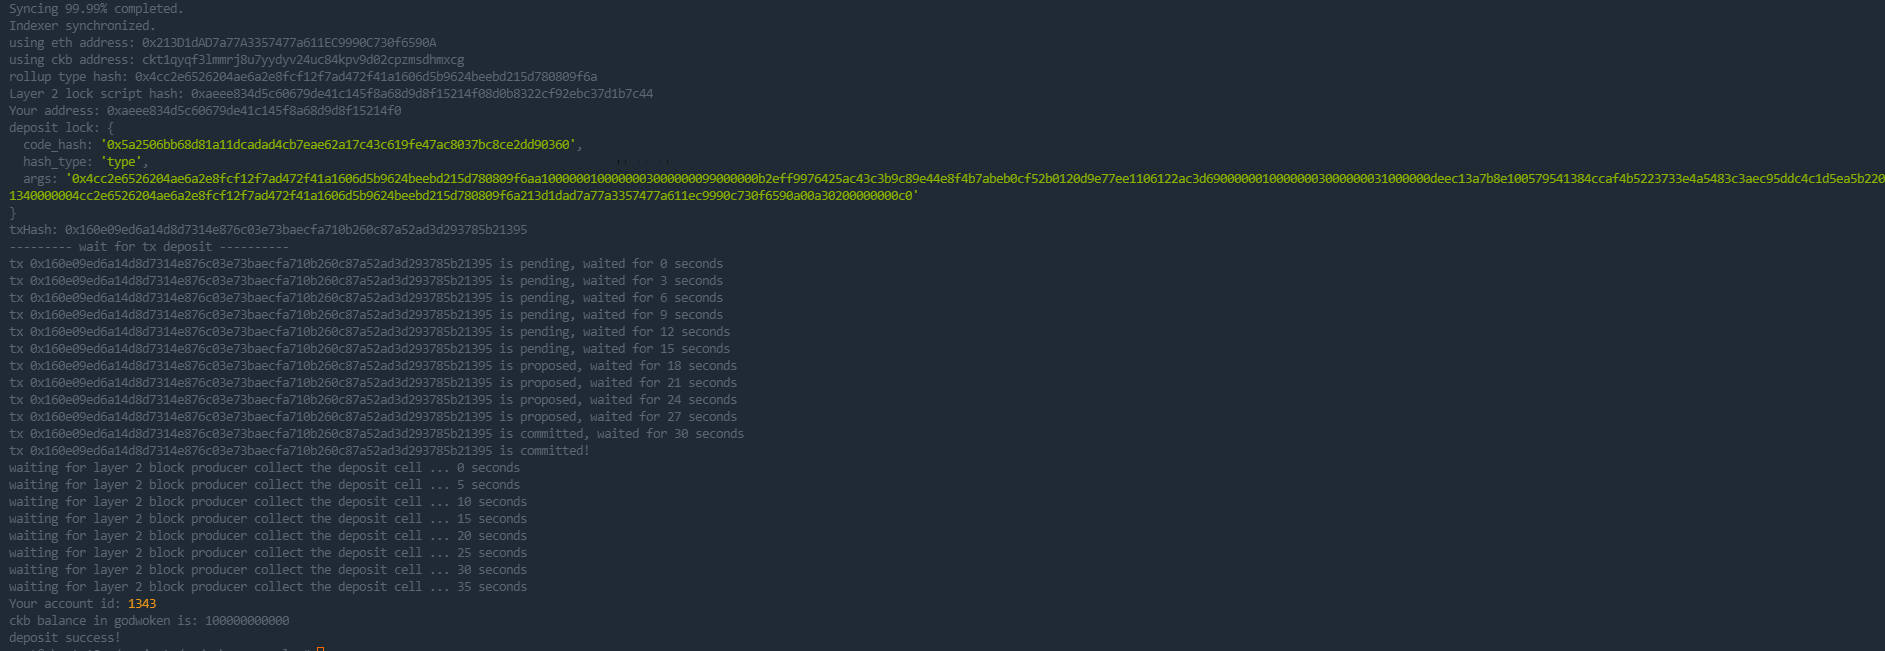 Syncing 99.99% completed.
Indexer synchronized.
using eth address: 0x213D1dAD7a77A3357477a611EC9990C730f6590A
using ckb address: ckt1qyqf3lmmrj8u7yydyv24uc84kpv9d02cpzmsdhmxcg
rollup type hash: 0x4cc2e6526204ae6a2e8fcf12f7ad472f41a1606d5b9624beebd215d780809f6a
Layer 2 lock script hash: 0xaeee834d5c60679de41c145f8a68d9d8f15214f08d0b8322cf92ebc37d1b7c44
Your address: 0xaeee834d5c60679de41c145f8a68d9d8f15214f0
deposit lock: {
  code_hash: '0x5a2506bb68d81a11dcadad4cb7eae62a17c43c619fe47ac8037bc8ce2dd90360',
  hash_type: 'type',
  args: '0x4cc2e6526204ae6a2e8fcf12f7ad472f41a1606d5b9624beebd215d780809f6aa10000001000000030000000099000000b2eff9976425ac43c3b9c89e44e8f4b7abeb0cf52b0120d9e77ee1106122ac3d690000001000000030000000031000000deec13a7b8e100579541384ccaf4b5223733e4a5483c3aec95ddc4c1d5ea5b220
1340000004cc2e6526204ae6a2e8fcf12f7ad472f41a1606d5b9624beebd215d780809f6a213d1dad7a77a3357477a611ec9990c730f6590a00a30200000000c0'
}
txHash: 0x160e09ed6a14d8d7314e876c03e73baecfa710b260c87a52ad3d293785b21395
--------- wait for tx deposit ----------
tx 0x160e09ed6a14d8d7314e876c03e73baecfa710b260c87a52ad3d293785b21395 is pending, waited for 0 seconds
tx 0x160e09ed6a14d8d7314e876c03e73baecfa710b260c87a52ad3d293785b21395 is pending, waited for 3 seconds
tx 0x160e09ed6a14d8d7314e876c03e73baecfa710b260c87a52ad3d293785b21395 is pending, waited for 6 seconds
tx 0x160e09ed6a14d8d7314e876c03e73baecfa710b260c87a52ad3d293785b21395 is pending, waited for 9 seconds
tx 0x160e09ed6a14d8d7314e876c03e73baecfa710b260c87a52ad3d293785b21395 is pending, waited for 12 seconds
tx 0x160e09ed6a14d8d7314e876c03e73baecfa710b260c87a52ad3d293785b21395 is pending, waited for 15 seconds
tx 0x160e09ed6a14d8d7314e876c03e73baecfa710b260c87a52ad3d293785b21395 is proposed, waited for 18 seconds
tx 0x160e09ed6a14d8d7314e876c03e73baecfa710b260c87a52ad3d293785b21395 is proposed, waited for 21 seconds
tx 0x160e09ed6a14d8d7314e876c03e73baecfa710b260c87a52ad3d293785b21395 is proposed, waited for 24 seconds
tx 0x160e09ed6a14d8d7314e876c03e73baecfa710b260c87a52ad3d293785b21395 is proposed, waited for 27 seconds
tx 0x160e09ed6a14d8d7314e876c03e73baecfa710b260c87a52ad3d293785b21395 is committed, waited for 30 seconds
tx 0x160e09ed6a14d8d7314e876c03e73baecfa710b260c87a52ad3d293785b21395 is committed!
waiting for layer 2 block producer collect the deposit cell ... 0 seconds
waiting for layer 2 block producer collect the deposit cell ... 5 seconds
waiting for layer 2 block producer collect the deposit cell ... 10 seconds
waiting for layer 2 block producer collect the deposit cell ... 15 seconds
waiting for layer 2 block producer collect the deposit cell ... 20 seconds
waiting for layer 2 block producer collect the deposit cell ... 25 seconds
waiting for layer 2 block producer collect the deposit cell ... 30 seconds
waiting for layer 2 block producer collect the deposit cell ... 35 seconds
Your account id: 1343
ckb balance in godwoken is: 100000000000
deposit success!